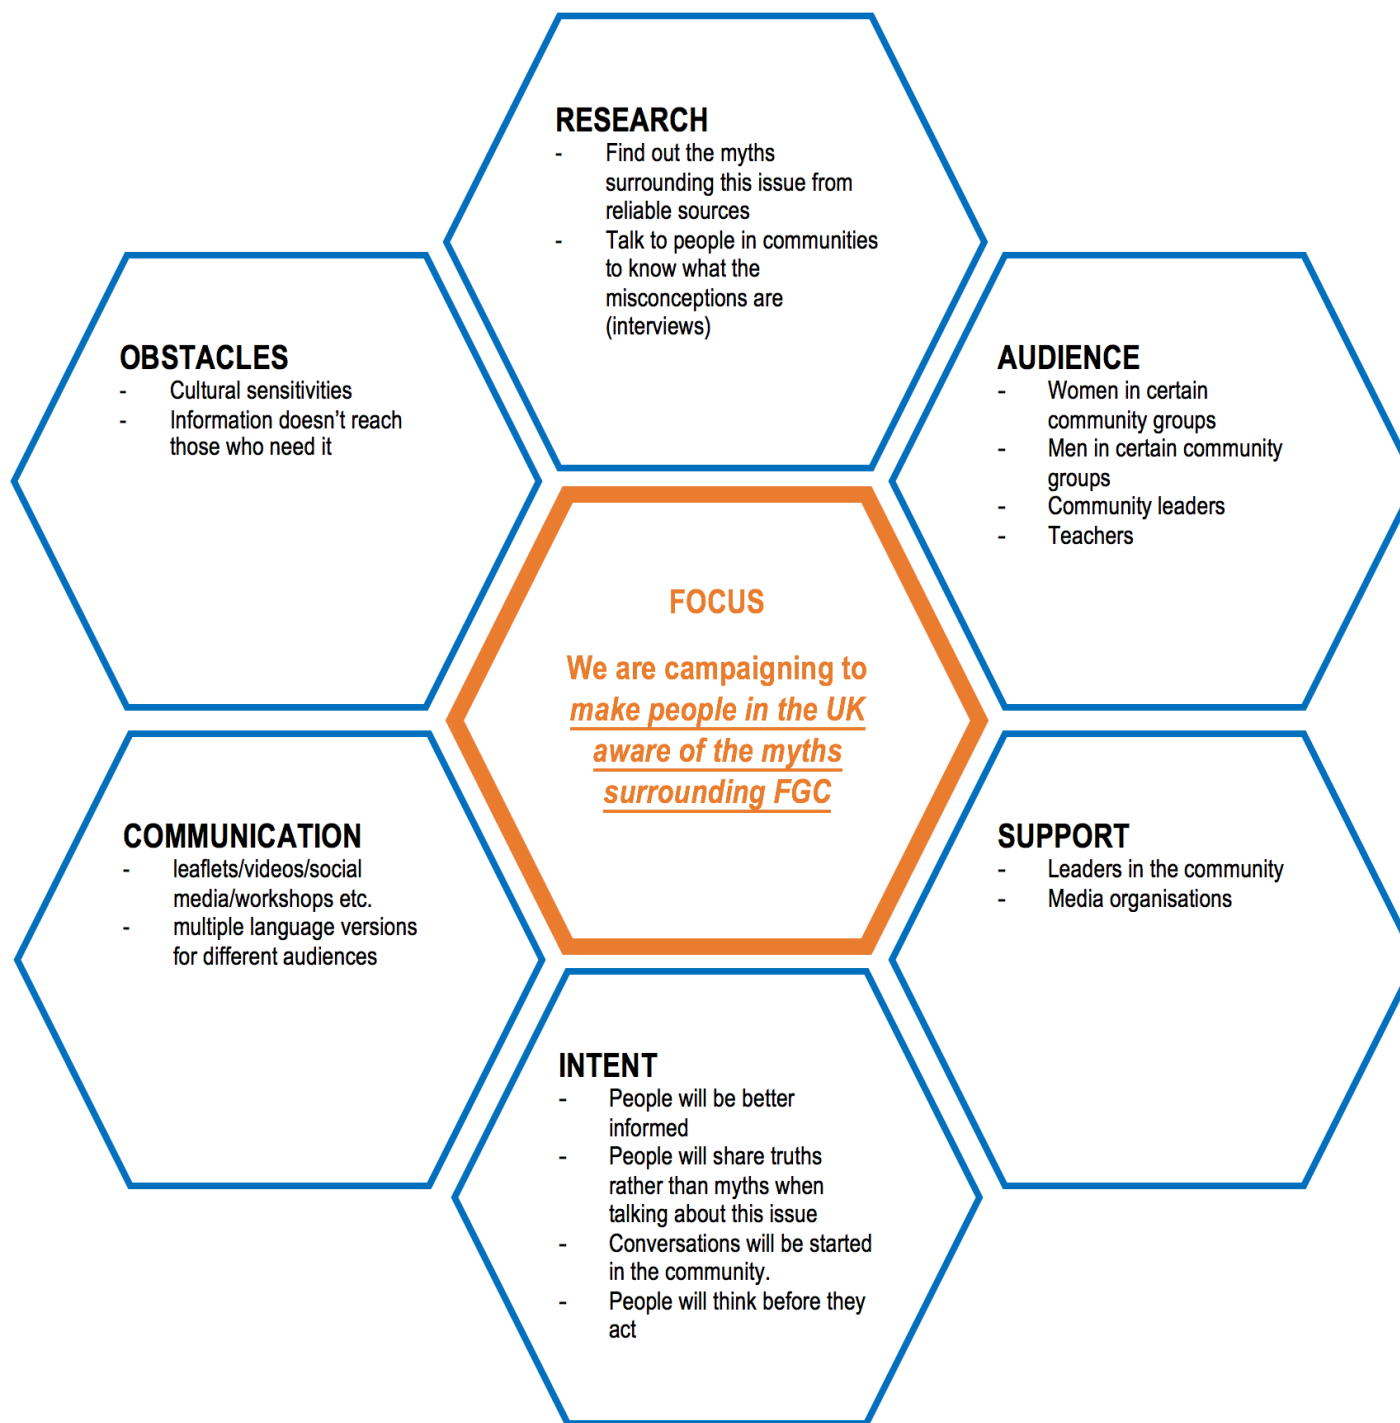 RESEARCH
- Find out the myths
surrounding this issue from
reliable sources
- Talk to people in communities
to know what the
misconceptions are
(interviews)
OBSTACLES
- Cultural sensitivities
- Information doesn’t reach
those who need it
AUDIENCE
- Women in certain
community groups
- Men in certain community
groups
- Community leaders
- Teachers
FOCUS
We are campaigning to
make people in the UK
aware of the myths
surrounding FGC
COMMUNICATION
- leaflets/videos/social
media/workshops etc.
- multiple language versions
for different audiences
SUPPORT
- Leaders in the community
- Media organisations
INTENT
- People will be better
informed
- People will share truths
rather than myths when
talking about this issue
- Conversations will be started
in the community.
- People will think before they
act